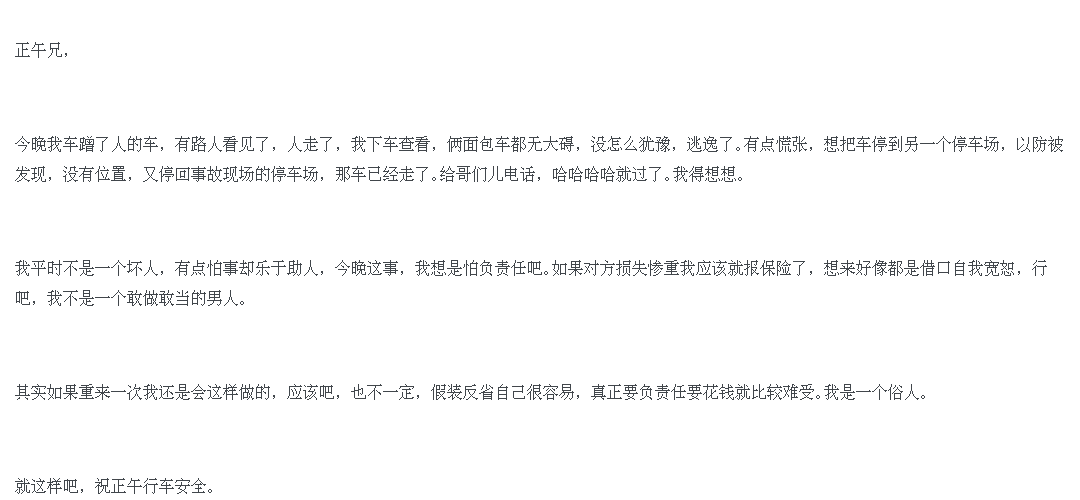 正午兄，
今晚我车蹭了人的车，有路人看见了，人走了，我下车查看，俩面包车都无大碍，没怎么犹豫，逃逸了。有点慌张，想把车停到另一个停车场，以防被
发现，没有位置，又停回事故现场的停车场，那车已经走了。给哥们儿电话，哈哈哈哈就过了。我得想想。
我平时不是一个坏人，有点怕事却乐于助人，今晚这事，我想是怕负责任吧。如果对方损失惨重我应该就报保险了，想来好像都是借口自我宽恕，行
吧，我不是一个敢做敢当的男人。
其实如果重来一次我还是会这样做的，应该吧，也不一定，假装反省自己很容易，真正要负责任要花钱就比较难受。我是一个俗人。
就这样吧，祝正午行车安全。